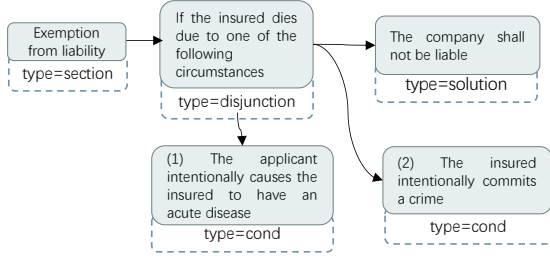 Exemption
from liability
type=section
If the insured dies
due to one of the
following
circumstances
type=disjunction
The company shall
not be liable
type=solution
(1) The applicant
intentionally causes the
insured to have an
acute disease
type=cond
(2) The insured
intentionally commits
a crime
type=cond